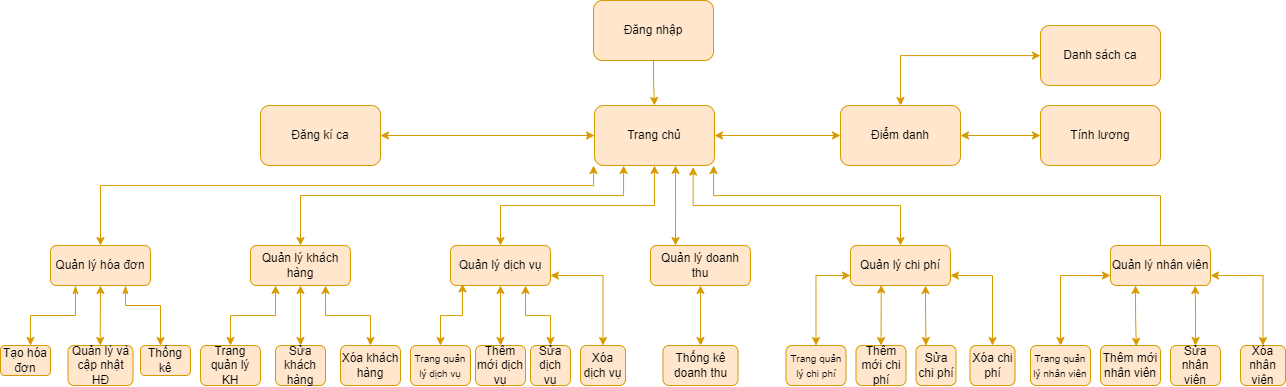 Đăng nhập
Danh sách ca
Đăng kí ca
Trang chủ
Điểm danh
Tính lương
Quản lý hóa đơn
Quản lý khách
hàng
Quản lý dịch vụ
Quản lý doanh
thu
Quản lý chi phí
Quản lý nhân viên
Tạo hóa
đơn
Quản lý và
cập nhật
HĐ
Thống
kê
Trang
quản lý
KH
Sửa
khách
hàng
Xóa khách
hàng
Trang quản
lý dịch vụ
Thêm
mới dịch
vụ
Sửa
dịch
vụ
Xóa
dịch vụ
Thống kê
doanh thu
Trang quản
lý chi phí
Thêm
mới chi
phí
Sửa
chi phí
Xóa chi
phí
Trang quản
lý nhân viên
Thêm mới
nhân viên
Sửa
nhân
viên
Xóa
nhân
viên